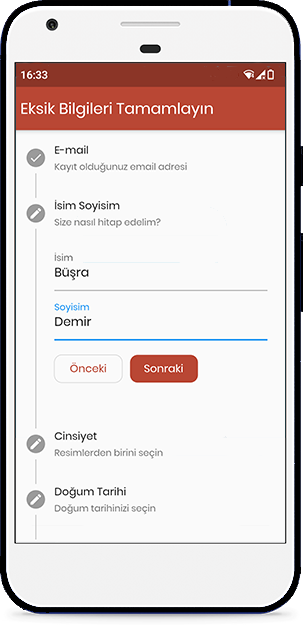 16:33
Eksik Bilgileri Tamamlayın
E-mail
Kayıt olduğunuz email adresi
İsim Soyisim
Size nasıl hitap edelim?
İsim
Büşra
Soyisim
Demir
Önceki
Sonraki
Cinsiyet
Resimlerden birini seçin
Doğum Tarihi
Doğum tarihinizi seçin